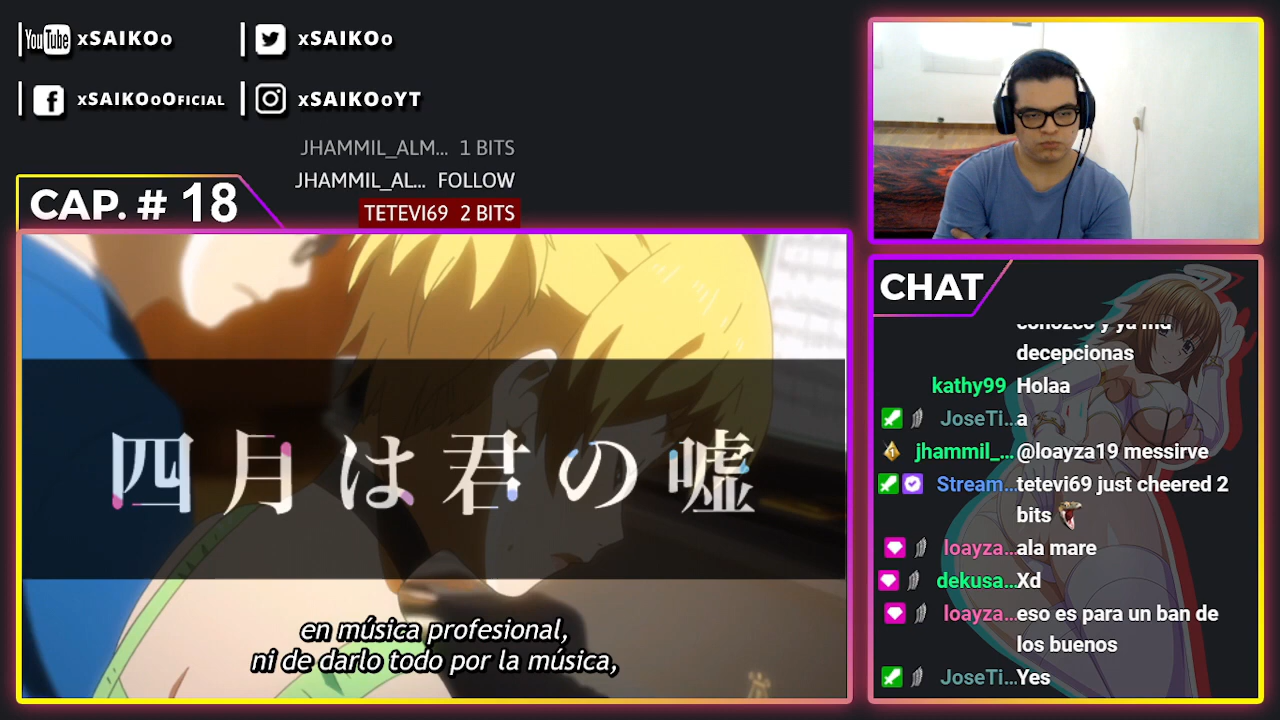 YouTube xSAIKOo
xSAIKOo
xSAIKOoOFICIAL
xSAIKOoYT
JHAMMIL_ALM... 1 BITS
JHAMMIL_AL... FOLLOW
TETEVI69 2 BITS
CAP. # 18
四月は君の嘘
en música profesional,
ni de darlo todo por la música,
CHAT
decepcionas
kathy99 Holaa
JoseTi...a
jhammil_...@loayza19 messirve
Stream...tetevi69 just cheered 2
bits
loayza...ala mare
dekusa...Xd
loayza...eso es para un ban de
los buenos
JoseTi...Yes